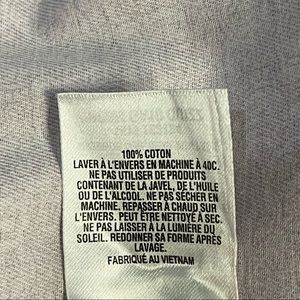 100% COTON
LAVER À L'ENVERS EN MACHINE À 40C.
NE PAS UTILISER DE PRODUITS
CONTENANT DE LA JAVEL, DE L'HUILE
OU DE L'ALCOOL. NE PAS SÉCHER EN
MACHINE. REPASSER À CHAUD SUR
L'ENVERS. PEUT ÊTRE NETTOYÉ À SEC.
NE PAS LAISSER À LA LUMIÈRE DU
SOLEIL. REDONNER SA FORME APRÈS
LAVAGE.
FABRIQUÉ AU VIETNAM